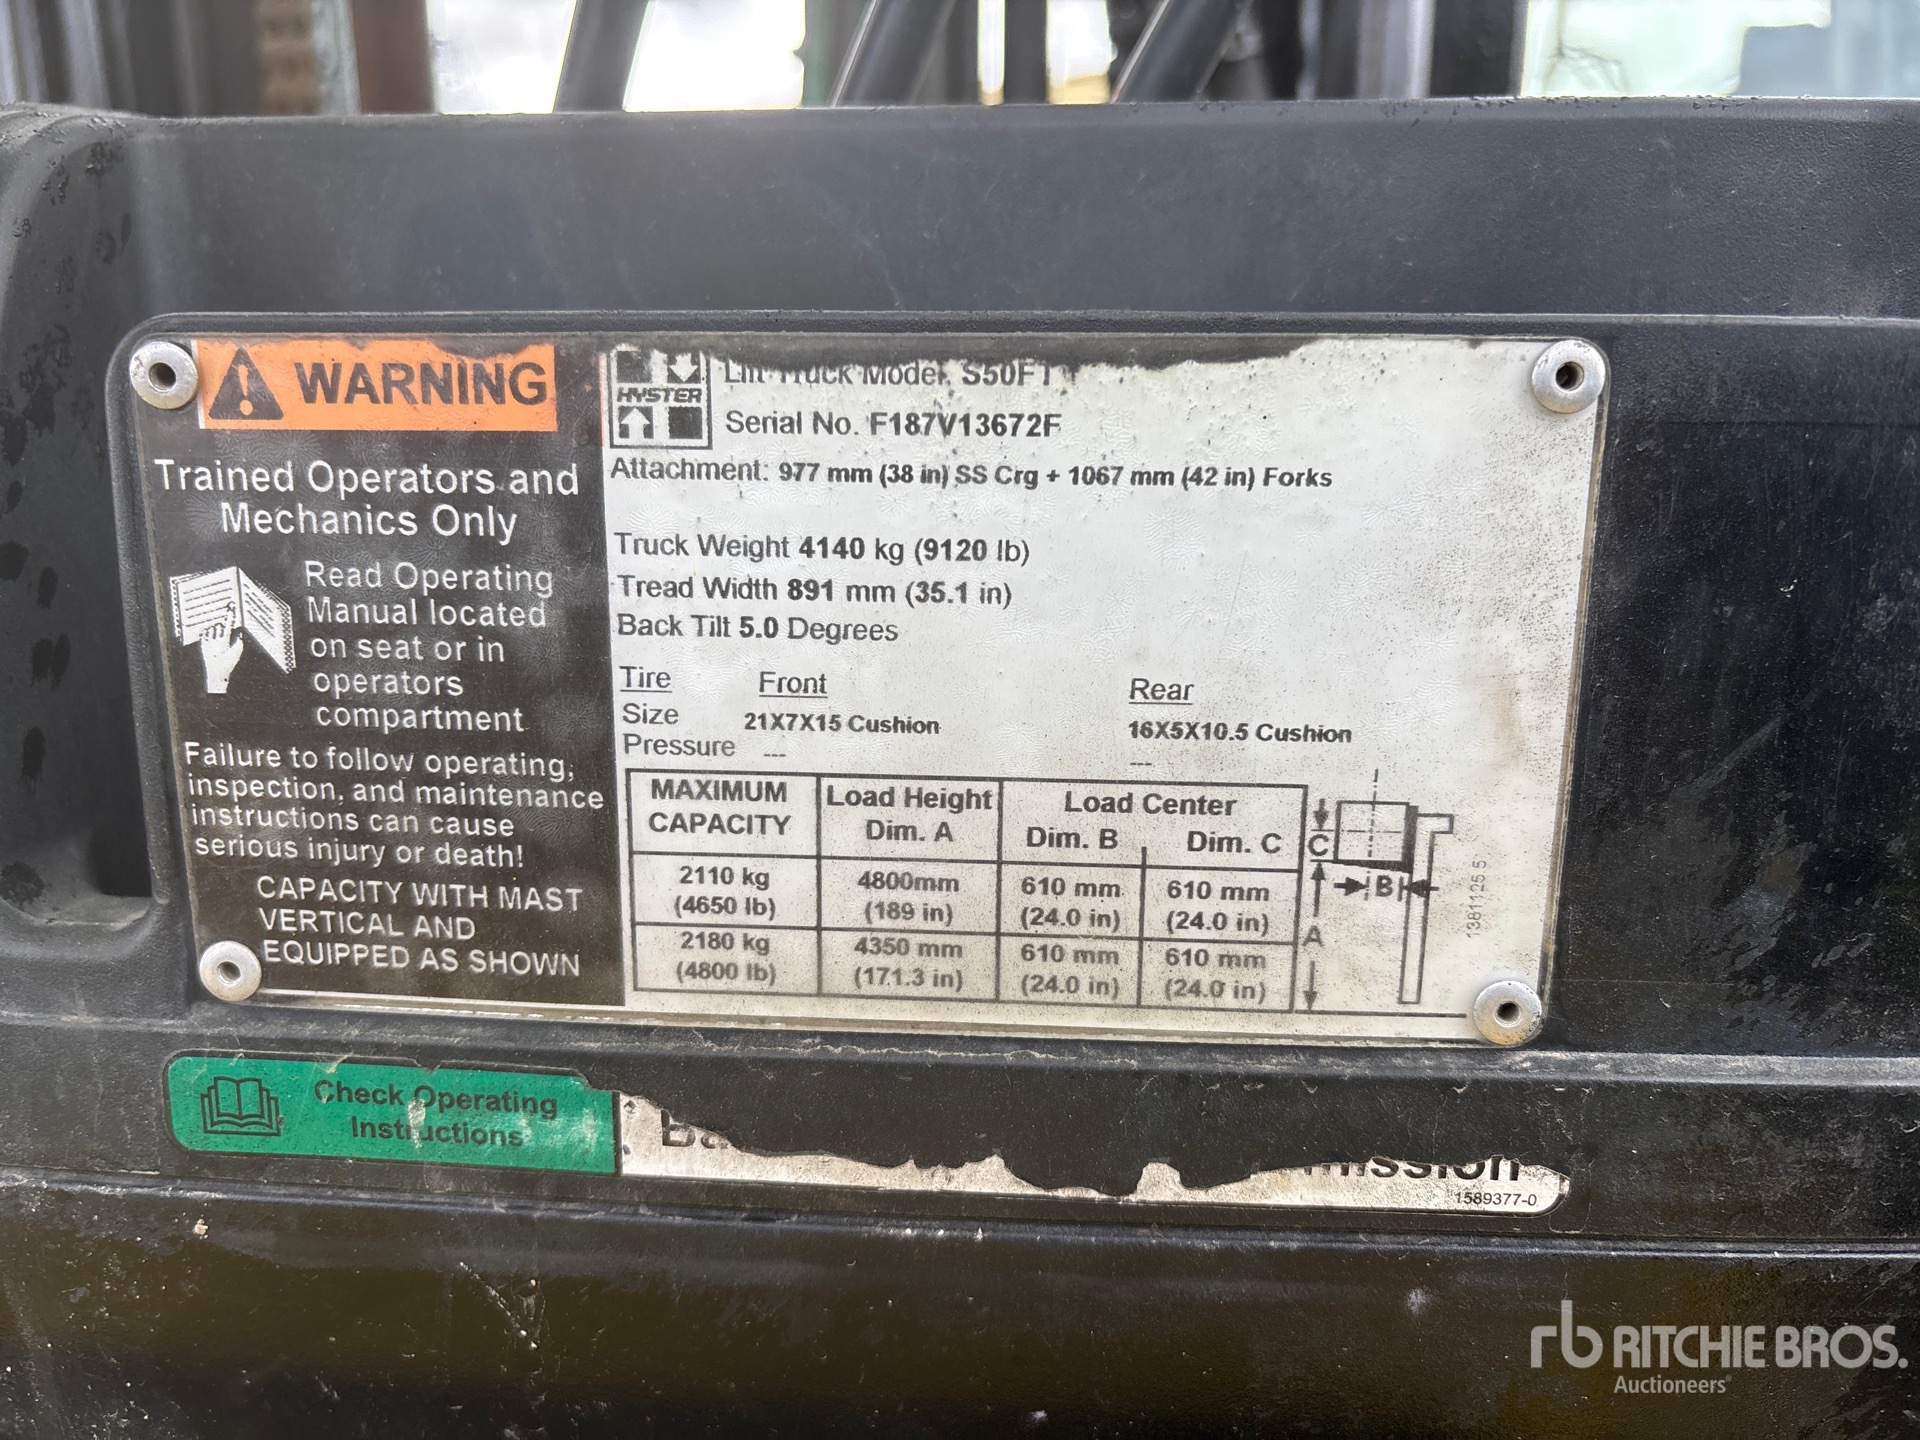 WARNING
Trained Operators and
Mechanics Only
Read Operating
Manual located
on seat or in
operators
compartment
Failure to follow operating,
inspection, and maintenance
instructions can cause
serious injury or death!
CAPACITY WITH MAST
VERTICAL AND
EQUIPPED AS SHOWN
HYSTER
Lift Truck Model. S50FT
Serial No. F187V13672F
Attachment: 977 mm (38 in) SS Crg + 1067 mm (42 in) Forks
Truck Weight 4140 kg (9120 lb)
Tread Width 891 mm (35.1 in)
Back Tilt 5.0 Degrees
Tire Front Rear
Size 21X7X15 Cushion 16X5X10.5 Cushion
Pressure --- ---
MAXIMUM CAPACITY Load Height Dim. A Load Center Dim. B Dim. C
2110 kg (4650 lb) 4800mm (189 in) 610 mm (24.0 in) 610 mm (24.0 in)
2180 kg (4800 lb) 4350 mm (171.3 in) 610 mm (24.0 in) 610 mm (24.0 in)
C
B
A
Check Operating
Instructions
1589377-0
rb RITCHIE BROS.
Auctioneers